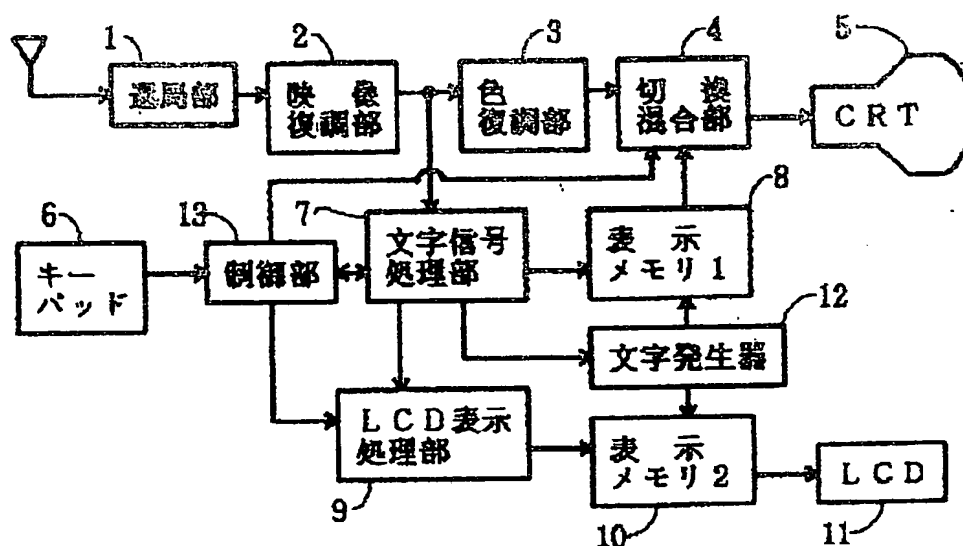 1
2
3
4
5
選局部
映像
復調部
色
復調部
切換
混合部
CRT
6
13
7
8
キー
パッド
制御部
文字信号
処理部
表示
メモリ1
12
文字発生器
LCD表示
処理部
表示
メモリ2
LCD
9
10
11